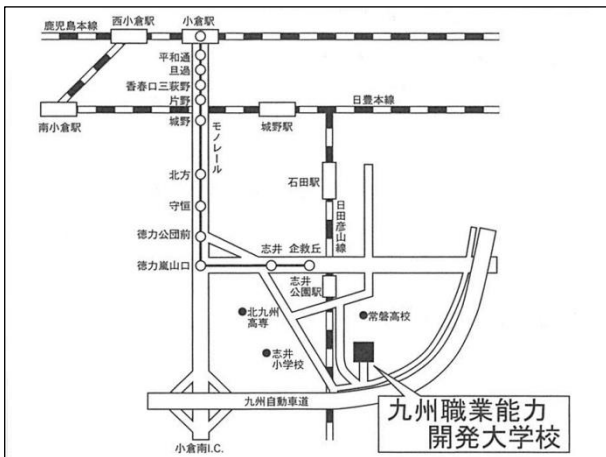 鹿児島本線
西小倉駅
小倉駅
平和通
旦過
香春口三萩野
片野
日豊本線
南小倉駅
城野
城野駅
モノレール
北方
石田駅
守恒
日田彦山線
徳力公団前
志井
企救丘
徳力嵐山口
志井
公園駅
北九州
高専
常磐高校
志井
小学校
九州自動車道
九州職業能力
開発大学校
小倉南I.C.